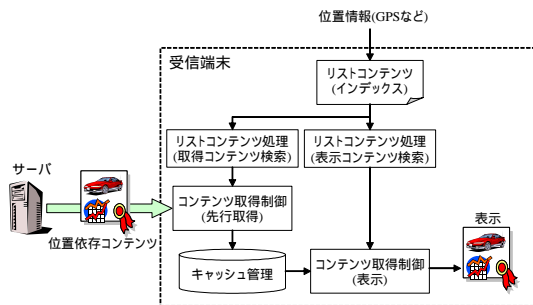 位置情報(GPSなど)
受信端末
リストコンテンツ
(インデックス)
リストコンテンツ処理
(取得コンテンツ検索)
リストコンテンツ処理
(表示コンテンツ検索)
サーバ
位置依存コンテンツ
コンテンツ取得制御
(先行取得)
キャッシュ管理
コンテンツ取得制御
(表示)
表示